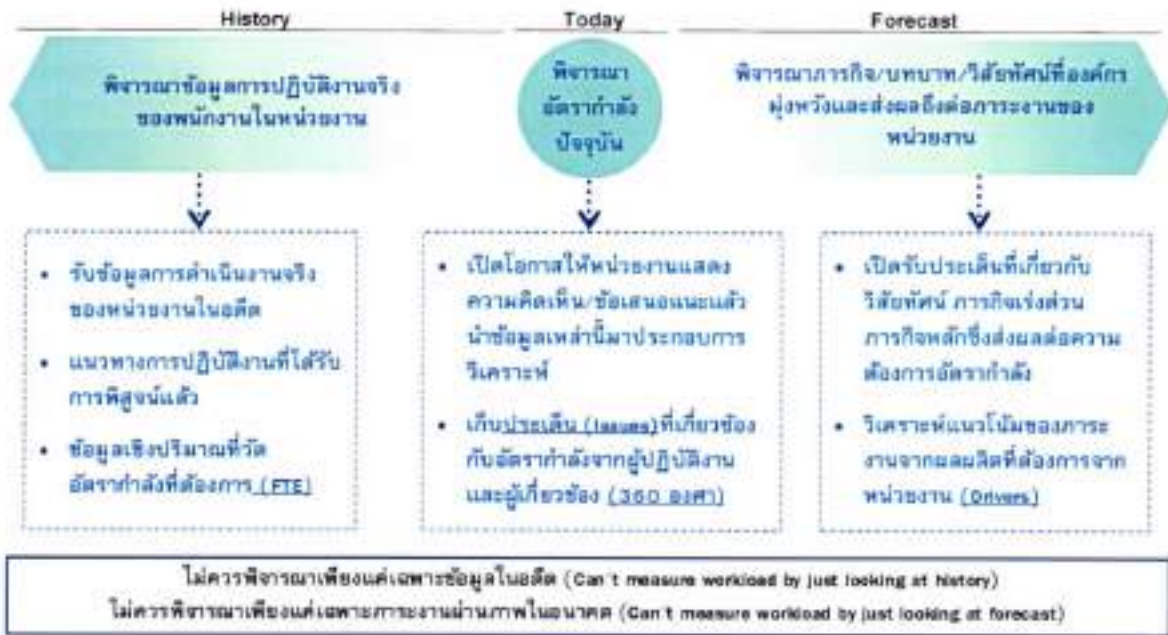 History
Today
Forecast
พิจารณาข้อมูลการปฏิบัติงานจริง
ของพนักงานในหน่วยงาน
พิจารณา
อัตรากำลัง
ปัจจุบัน
พิจารณาภารกิจ/บทบาท/วิสัยทัศน์ที่องค์กร
มุ่งหวังและส่งผลถึงต่อภาระงานของ
หน่วยงาน
• รับข้อมูลการดำเนินงานจริง
ของหน่วยงานในอดีต
• แนวทางการปฏิบัติงานที่ได้รับ
การพิสูจน์แล้ว
• ข้อมูลเชิงปริมาณที่วัด
อัตรากำลังที่ต้องการ (FTE)
• เปิดโอกาสให้หน่วยงานแสดง
ความคิดเห็น/ข้อเสนอแนะแล้ว
นำข้อมูลเหล่านี้มาประกอบการ
วิเคราะห์
• เก็บประเด็น (Issues)ที่เกี่ยวข้อง
กับอัตรากำลังจากผู้ปฏิบัติงาน
และผู้เกี่ยวข้อง (360 องศา)
• เปิดรับประเด็นที่เกี่ยวกับ
วิสัยทัศน์ ภารกิจเร่งด่วน
ภารกิจหลักซึ่งส่งผลต่อความ
ต้องการอัตรากำลัง
• วิเคราะห์แนวโน้มของภาระ
งานจากผลผลิตที่ต้องการจาก
หน่วยงาน (Drivers)
ไม่ควรพิจารณาเพียงแค่เฉพาะข้อมูลในอดีต (Can't measure workload by just looking at history)
ไม่ควรพิจารณาเพียงแค่เฉพาะภาระงานผ่านภาพในอนาคต (Can't measure workload by just looking at forecast)